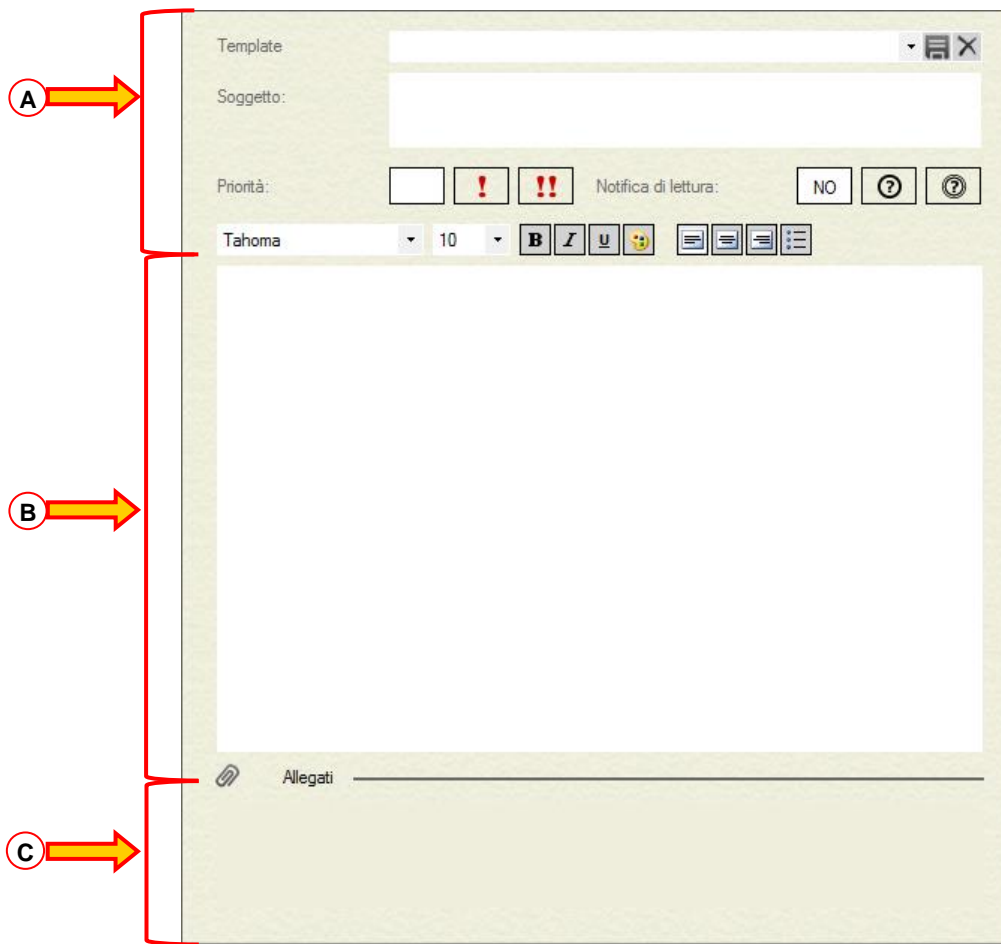 Template
A
Soggetto:
Priorità: ! !! Notifica di lettura: NO ? ?
Tahoma 10 B I U
B
Allegati
C